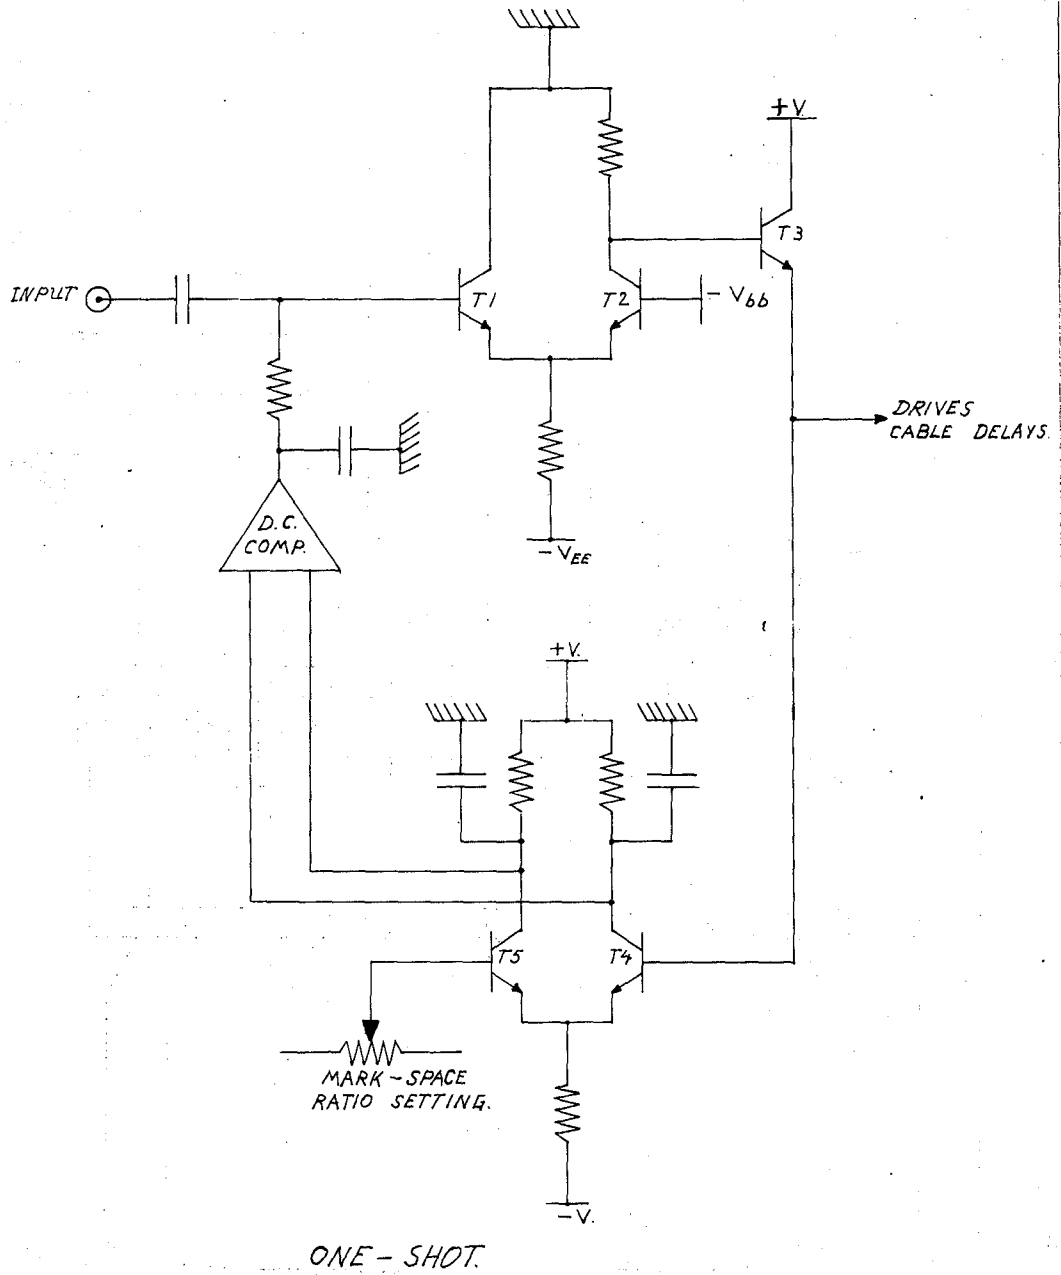 +V.
T3
INPUT
T1
T2
- Vbb
DRIVES
CABLE DELAYS.
D.C.
COMP.
-VEE
+V.
T5
T4
MARK-SPACE
RATIO SETTING.
-V.
ONE-SHOT.